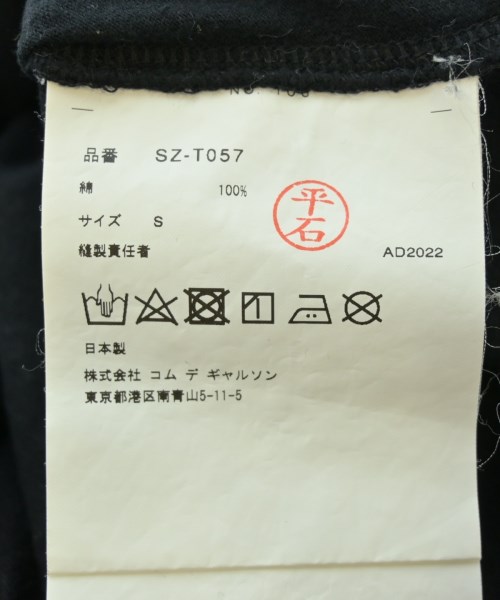 品番 SZ-T057
綿 100%
平石
サイズ S
縫製責任者 AD2022
日本製
株式会社 コム デ ギャルソン
東京都港区南青山5-11-5